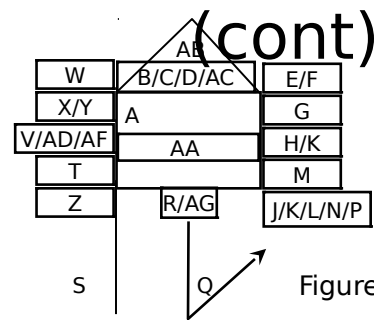 (cont)
AB
W
B/C/D/AC
E/F
X/Y
A
G
V/AD/AF
AA
H/K
T
M
Z
R/AG
J/K/L/N/P
S
Q
Figure